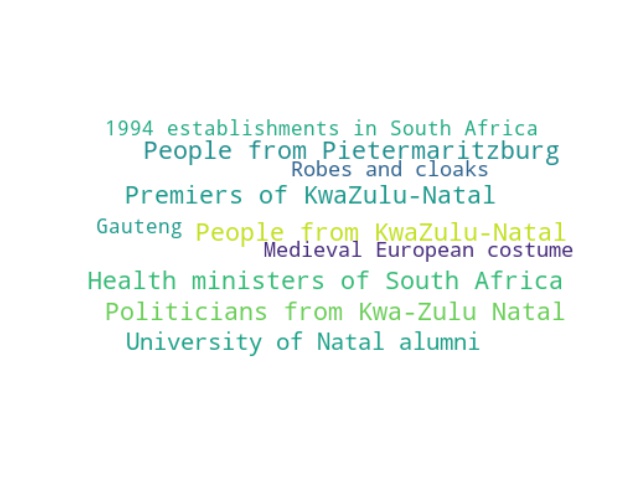 1994 establishments in South Africa
People from Pietermaritzburg
Robes and cloaks
Premiers of KwaZulu-Natal
Gauteng
People from KwaZulu-Natal
Medieval European costume
Health ministers of South Africa
Politicians from Kwa-Zulu Natal
University of Natal alumni